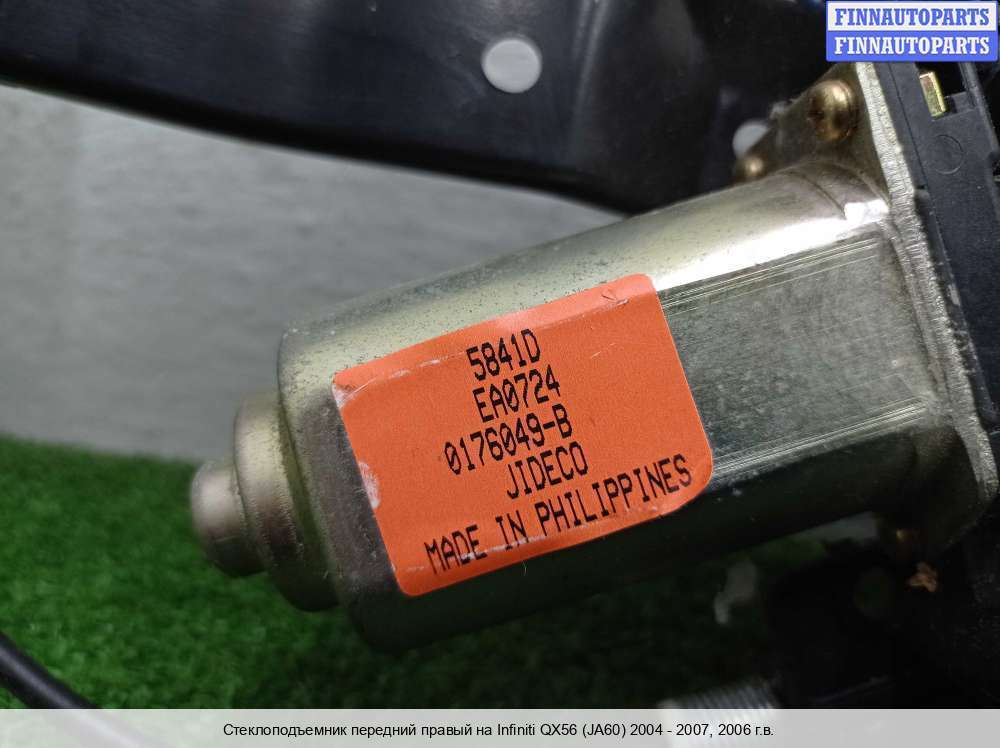 FINNAUTOPARTS
FINNAUTOPARTS
5841D
EA0724
0176049-B
JIDECO
MADE IN PHILIPPINES
Стеклоподъемник передний правый на Infiniti QX56 (JA60) 2004 - 2007, 2006 г.в.